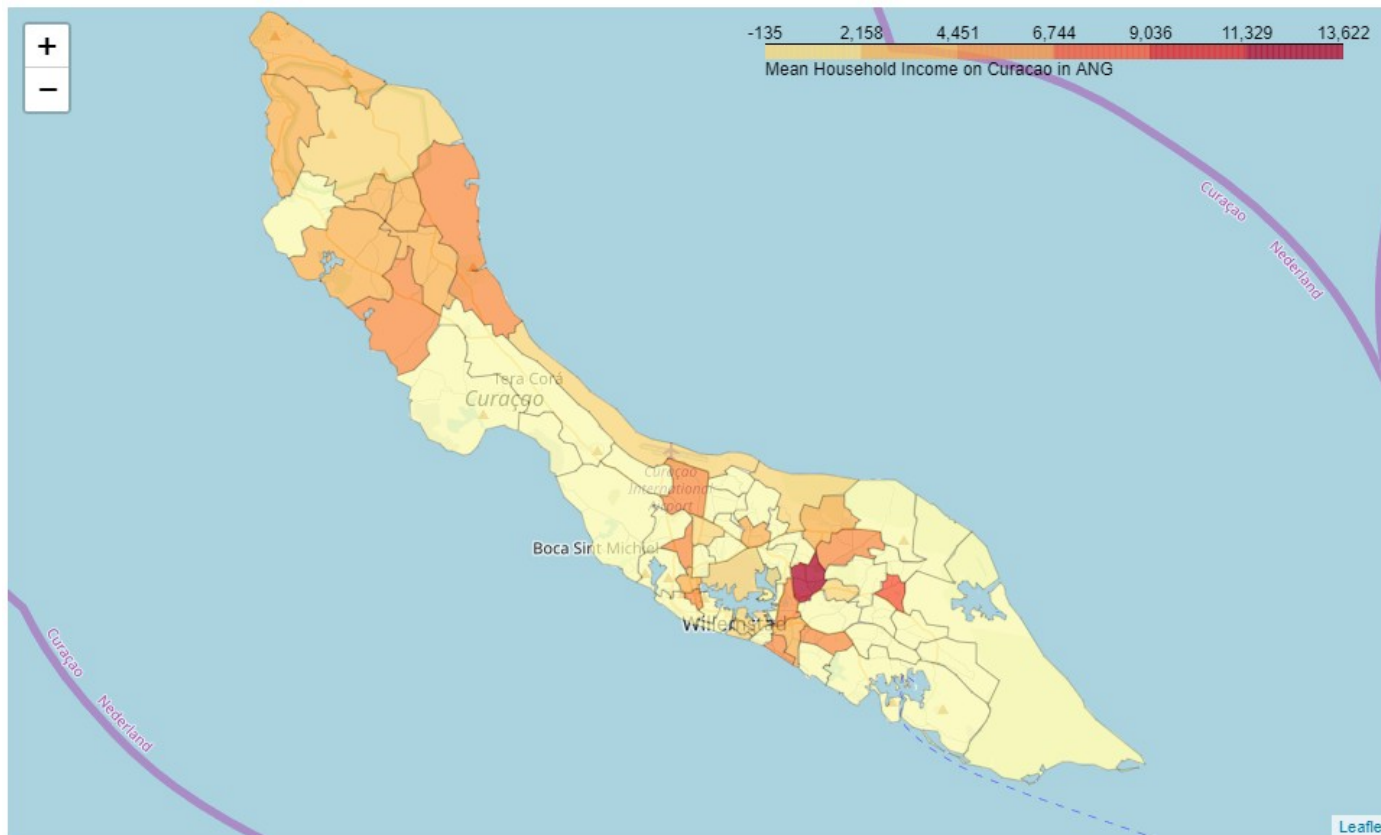 +
−
-135 2,158 4,451 6,744 9,036 11,329 13,622
Mean Household Income on Curacao in ANG
Curaçao
Nederland
Tera Corá
Curaçao
Curaçao
International
Airport
Boca Sint Michiel
Willemstad
Curaçao
Nederland
Leafle